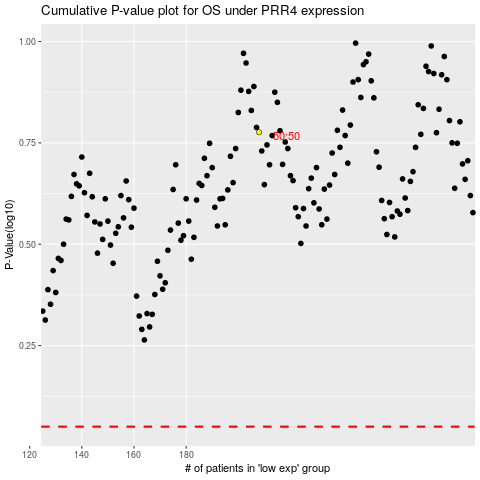 Cumulative P-value plot for OS under PRR4 expression
P-Value(log10)
1.00
0.75
0.50
0.25
50:50
120 140 160 180
# of patients in 'low exp' group